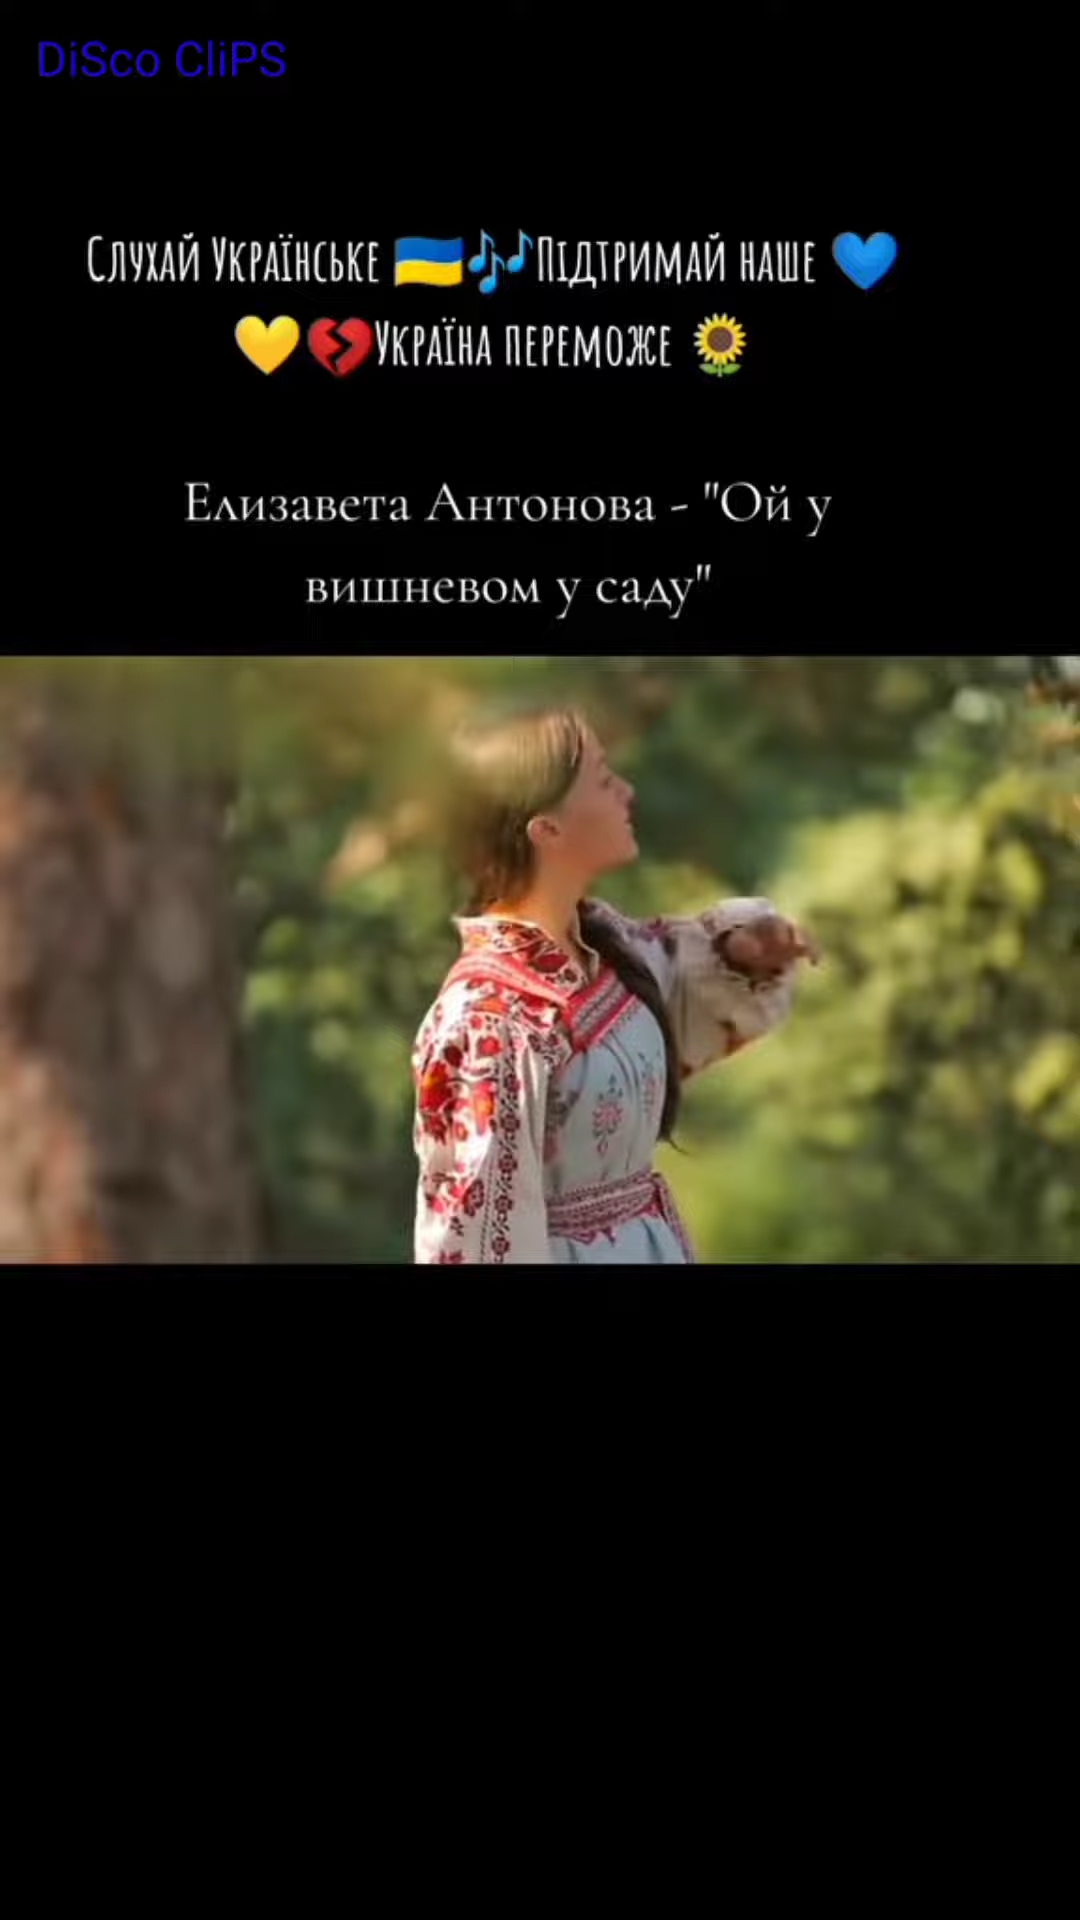 DiSco CliPS
Слухай Українське 🇺🇦🎶Підтримай наше 💙
💛💔Україна переможе 🌻
Елизавета Антонова - "Ой у
вишневом у саду"